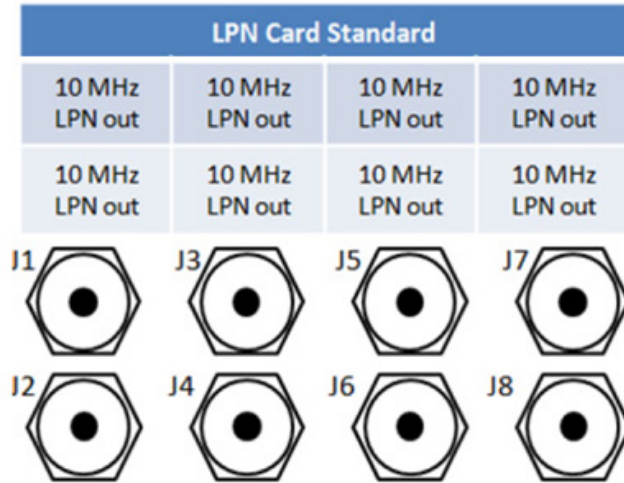 LPN Card Standard
10 MHz 10 MHz 10 MHz 10 MHz
LPN out LPN out LPN out LPN out
10 MHz 10 MHz 10 MHz 10 MHz
LPN out LPN out LPN out LPN out
J1 J3 J5 J7
J2 J4 J6 J8